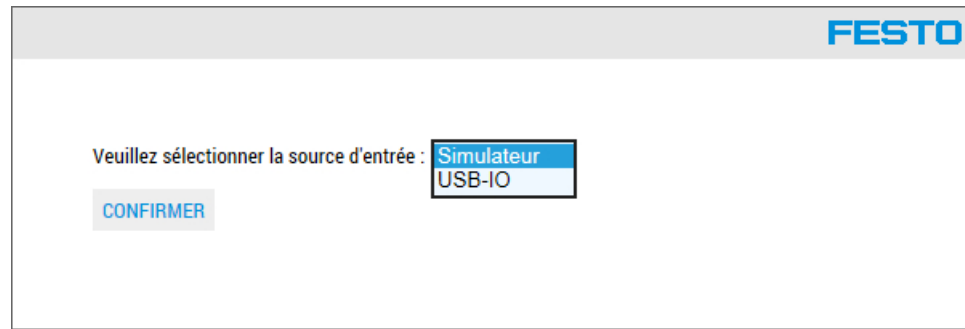 FESTO
Veuillez sélectionner la source d'entrée : Simulateur
USB-IO
CONFIRMER